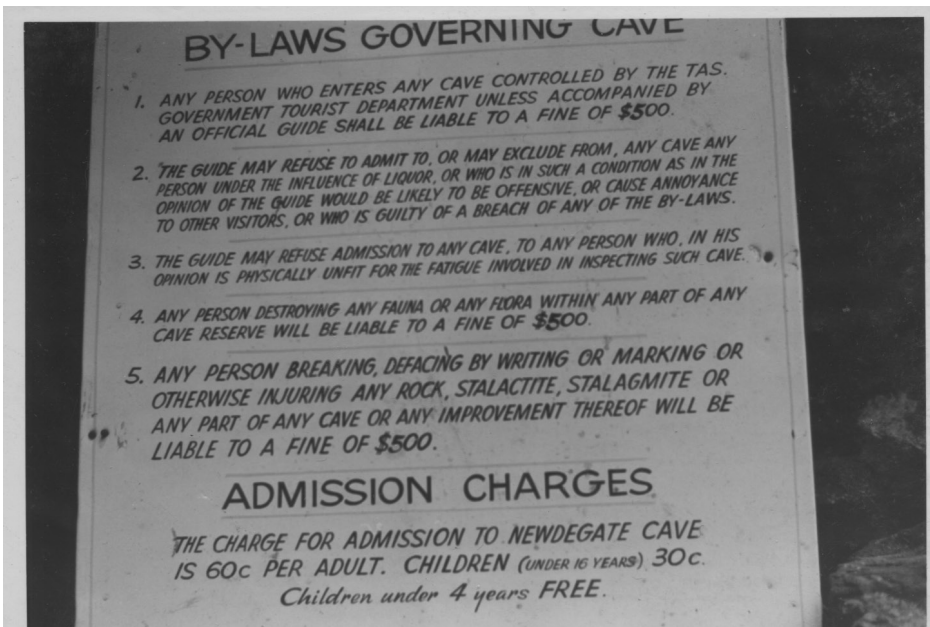 BY-LAWS GOVERNING CAVE
1. ANY PERSON WHO ENTERS ANY CAVE CONTROLLED BY THE TAS.
GOVERNMENT TOURIST DEPARTMENT UNLESS ACCOMPANIED BY
AN OFFICIAL GUIDE SHALL BE LIABLE TO A FINE OF $500.
2. THE GUIDE MAY REFUSE TO ADMIT TO, OR MAY EXCLUDE FROM, ANY CAVE ANY
PERSON UNDER THE INFLUENCE OF LIQUOR, OR WHO IS IN SUCH A CONDITION AS IN THE
OPINION OF THE GUIDE WOULD BE LIKELY TO BE OFFENSIVE, OR CAUSE ANNOYANCE
TO OTHER VISITORS, OR WHO IS GUILTY OF A BREACH OF ANY OF THE BY-LAWS.
3. THE GUIDE MAY REFUSE ADMISSION TO ANY CAVE, TO ANY PERSON WHO, IN HIS
OPINION IS PHYSICALLY UNFIT FOR THE FATIGUE INVOLVED IN INSPECTING SUCH CAVE.
4. ANY PERSON DESTROYING ANY FAUNA OR ANY FLORA WITHIN ANY PART OF ANY
CAVE RESERVE WILL BE LIABLE TO A FINE OF $500.
5. ANY PERSON BREAKING, DEFACING BY WRITING OR MARKING OR
OTHERWISE INJURING ANY ROCK, STALACTITE, STALAGMITE OR
ANY PART OF ANY CAVE OR ANY IMPROVEMENT THEREOF WILL BE
LIABLE TO A FINE OF $500.
ADMISSION CHARGES
THE CHARGE FOR ADMISSION TO NEWDEGATE CAVE
IS 60c PER ADULT. CHILDREN (UNDER 16 YEARS) 30c.
Children under 4 years FREE.